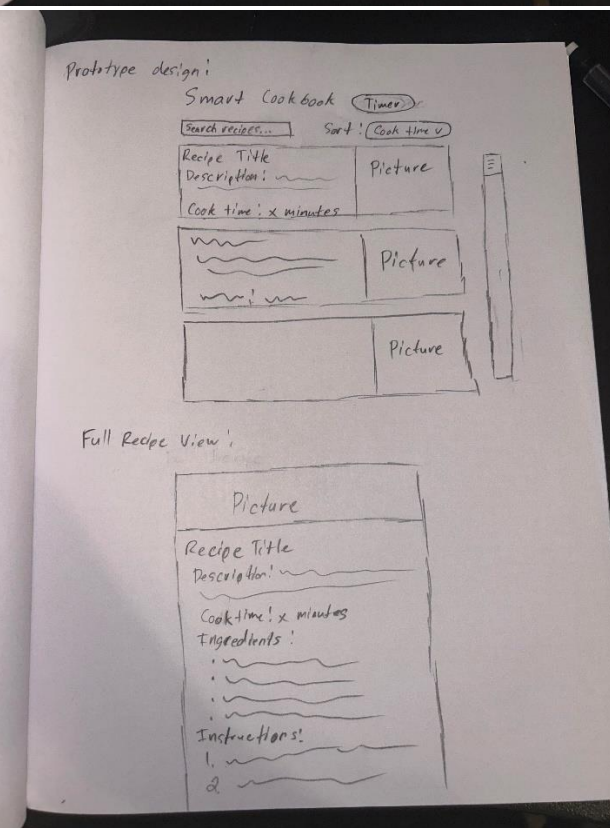 Prototype design:
Smart Cookbook Timer
Search recipes... Sort: Cook time v
Recipe Title
Description:
Cook time: x minutes
Picture
Picture
Picture
Full Recipe View:
Picture
Recipe Title
Description:
Cook time: x minutes
Ingredients:
Instructions:
1.
2